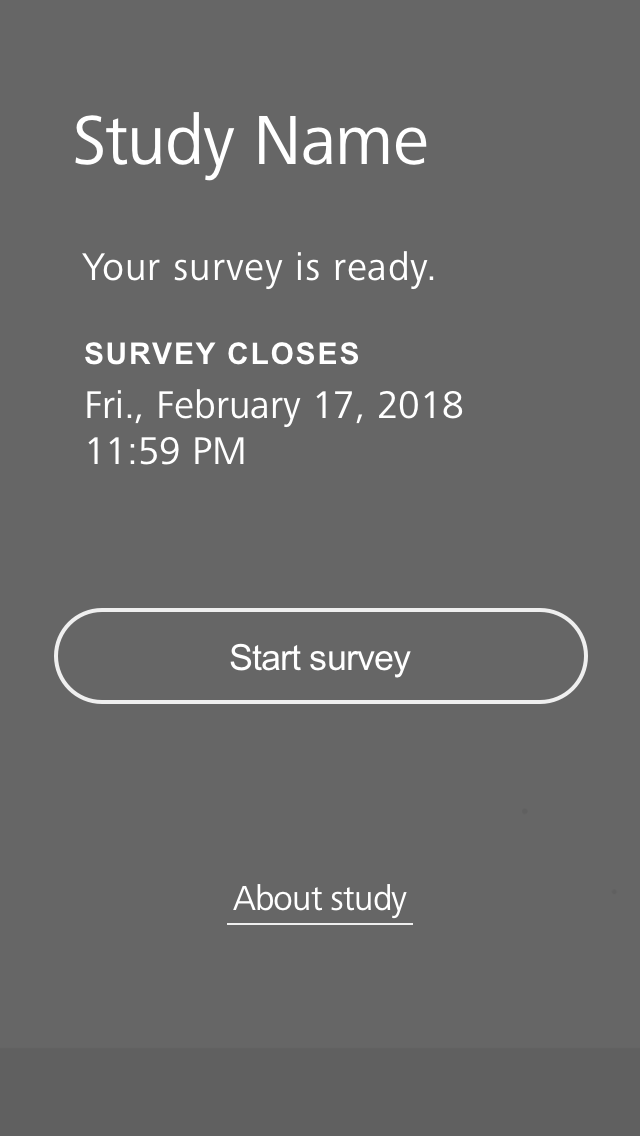 Study Name
Your survey is ready.
SURVEY CLOSES
Fri., February 17, 2018
11:59 PM
Start survey
About study